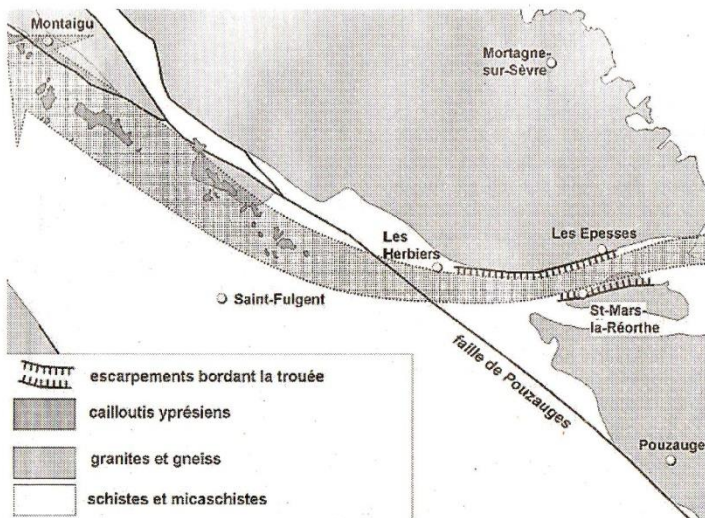 Montaigu
Mortagne-
sur-Sèvre
Les
Herbiers
Les Epesses
Saint-Fulgent
St-Mars-
la-Réorthe
faille de Pouzauges
Pouzauge
escarpements bordant la trouée
cailloutis yprésiens
granites et gneïss
schistes et micaschistes